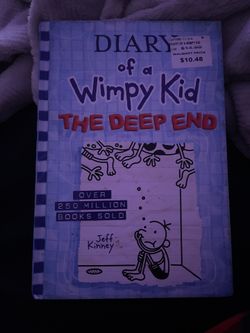 DIARY
of a
Wimpy Kid
THE DEEP END
$10.48
OVER
250 MILLION
BOOKS SOLD
Jeff
Kinney